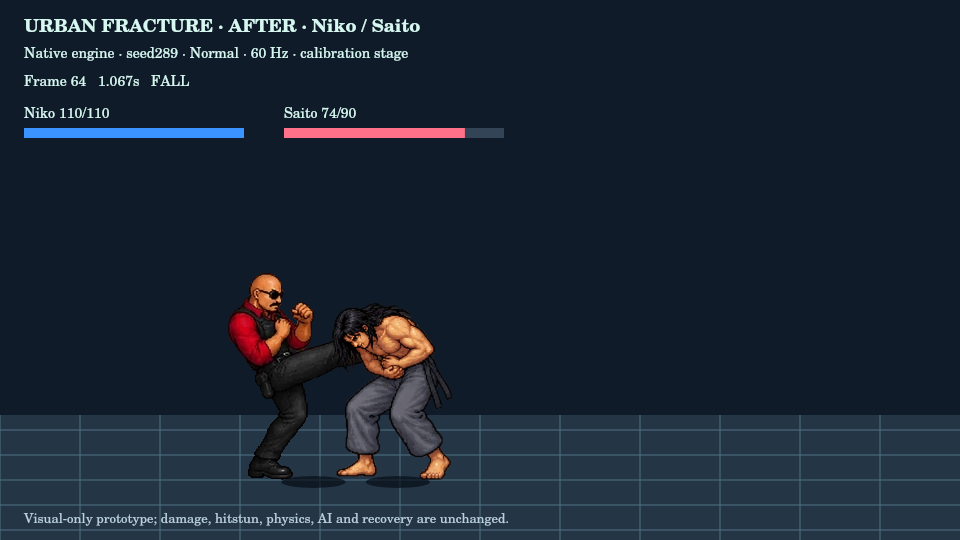 URBAN FRACTURE · AFTER · Niko / Saito
Native engine · seed289 · Normal · 60 Hz · calibration stage
Frame 64 1.067s FALL
Niko 110/110 Saito 74/90
Visual-only prototype; damage, hitstun, physics, AI and recovery are unchanged.